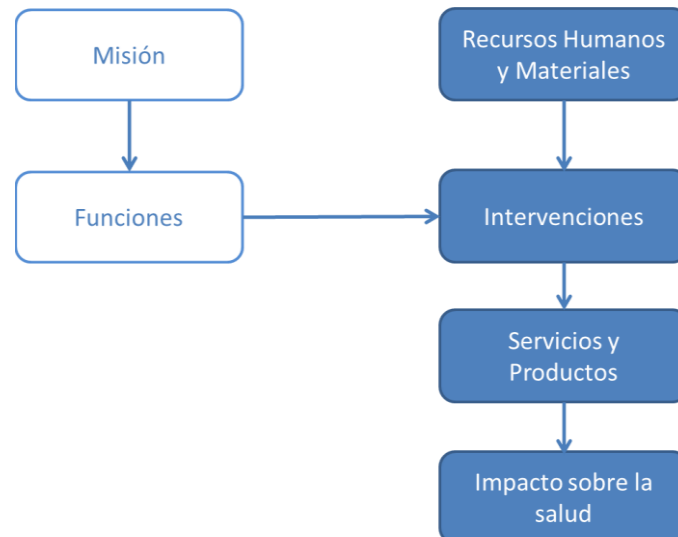 Misión
Recursos Humanos
y Materiales
Funciones
Intervenciones
Servicios y
Productos
Impacto sobre la
salud